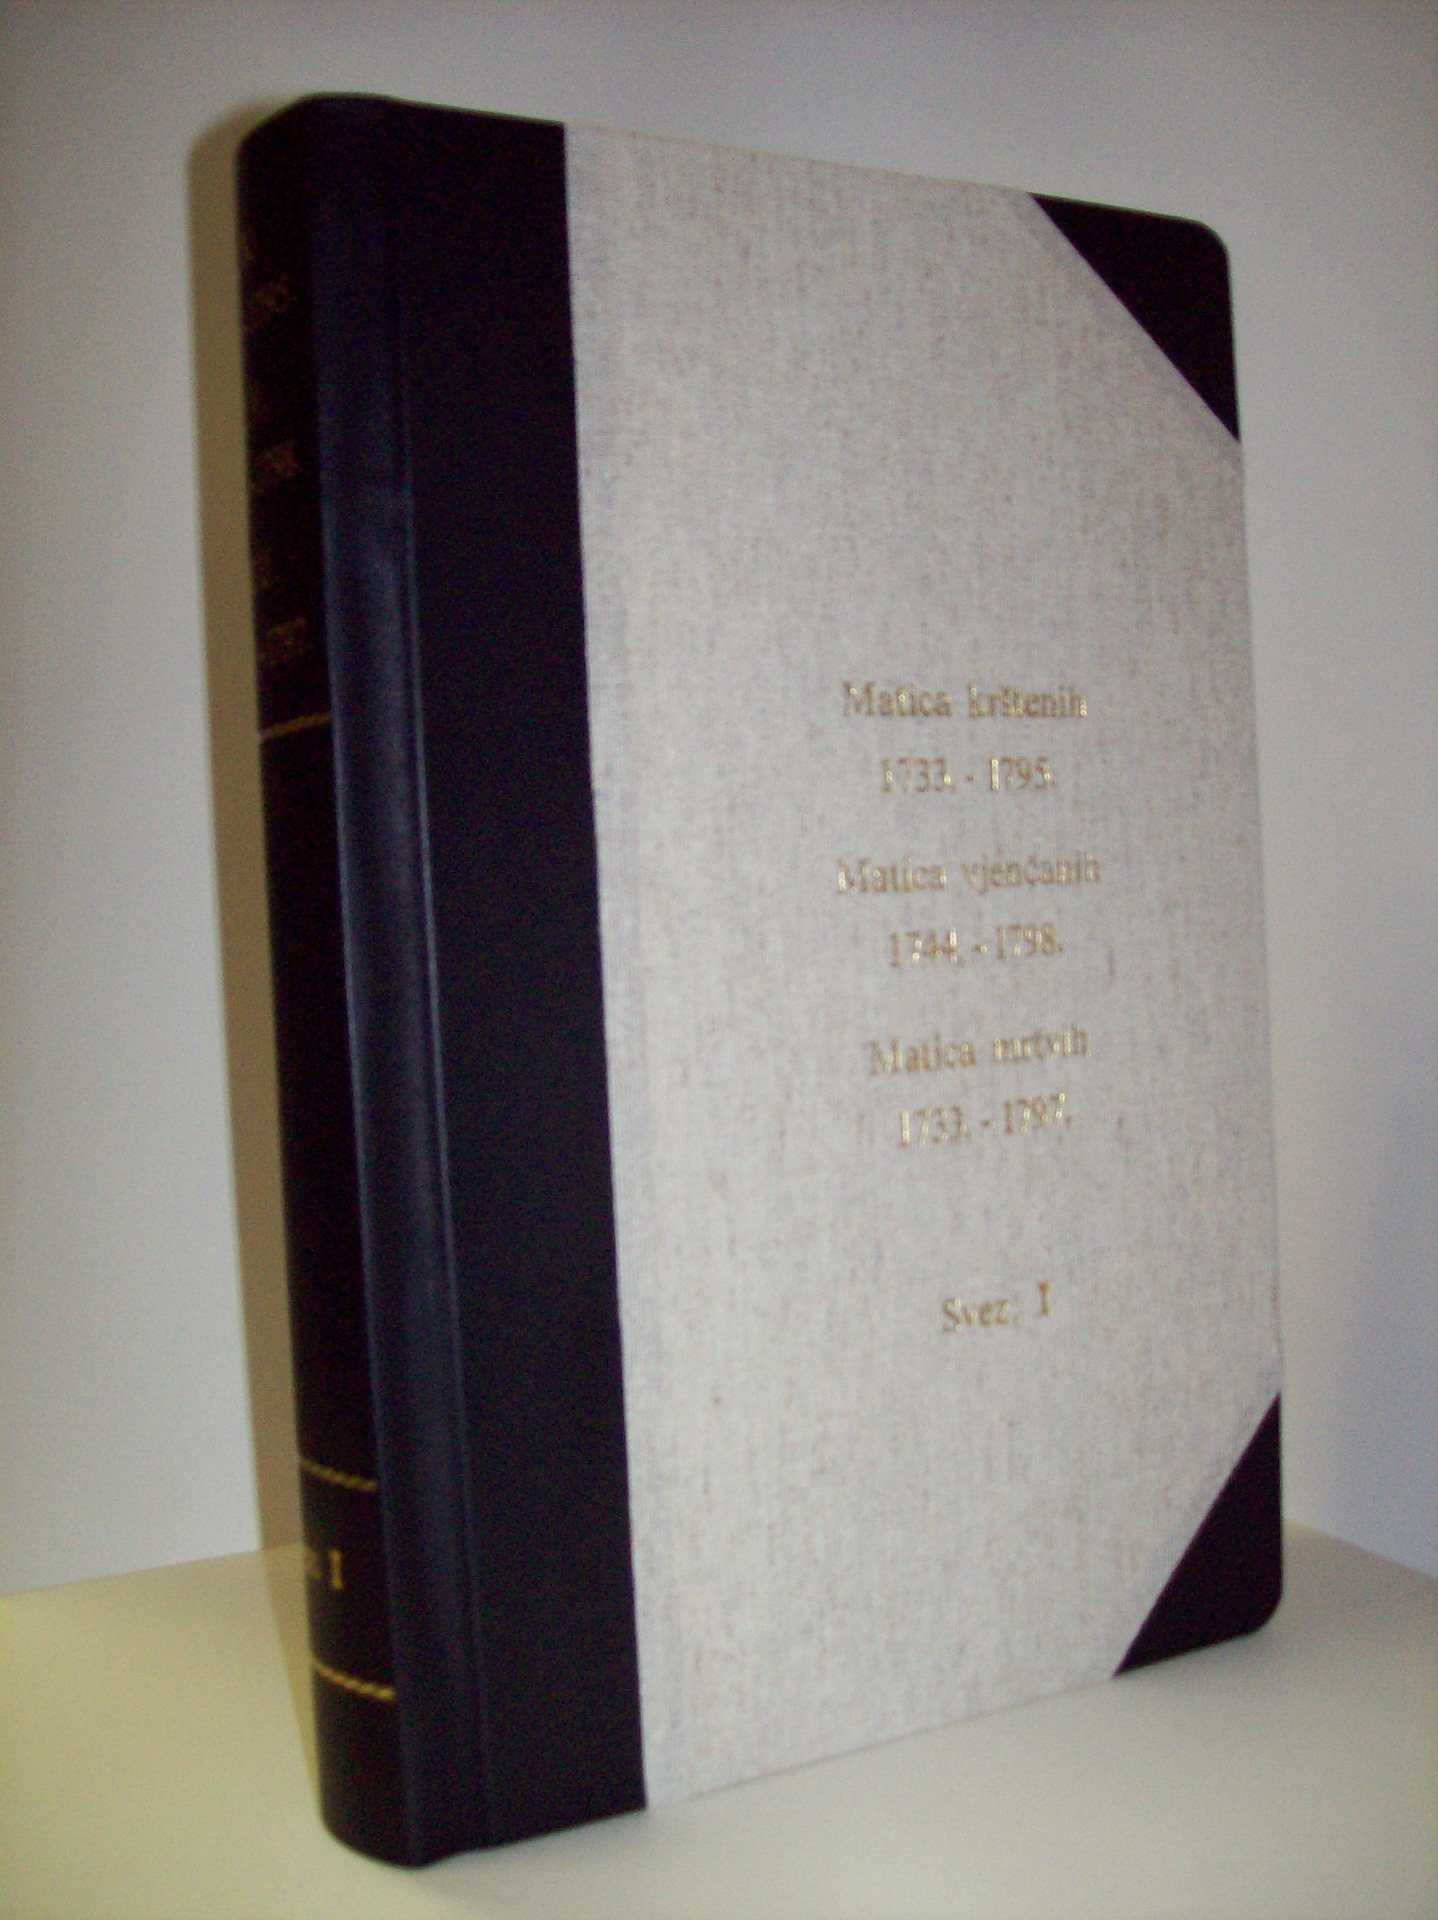 Matica krštenih
1733. - 1795.
Matica vjenčanih
1744. - 1798.
Matica mrtvih
1733. - 1797.
Svez. I
I